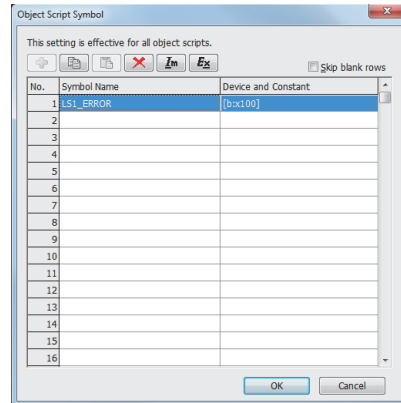 Object Script Symbol
x
This setting is effective for all object scripts.
Im Ex Skip blank rows
No. Symbol Name Device and Constant
1 LS1_ERROR [b:x100]
2
3
4
5
6
7
8
9
10
11
12
13
14
15
16
OK Cancel